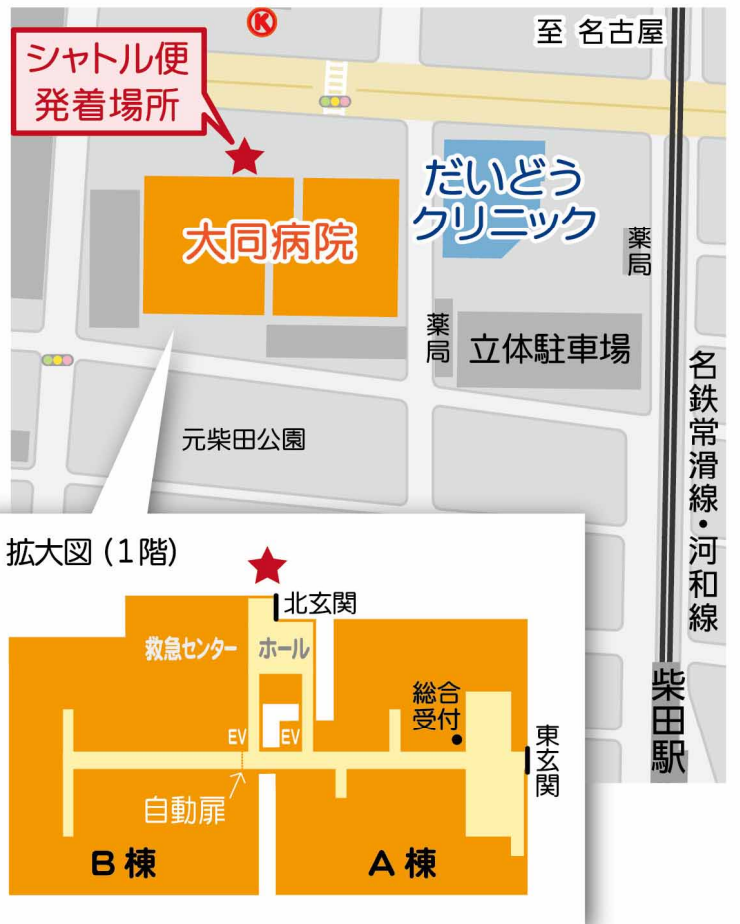 K
至 名古屋
シャトル便
発着場所
だいどう
クリニック
大同病院
薬局
薬局
立体駐車場
名鉄常滑線・河和線
元柴田公園
柴田駅
拡大図 (1階)
北玄関
救急センター
ホール
総合
受付
EV
EV
東玄関
自動扉
B棟
A棟